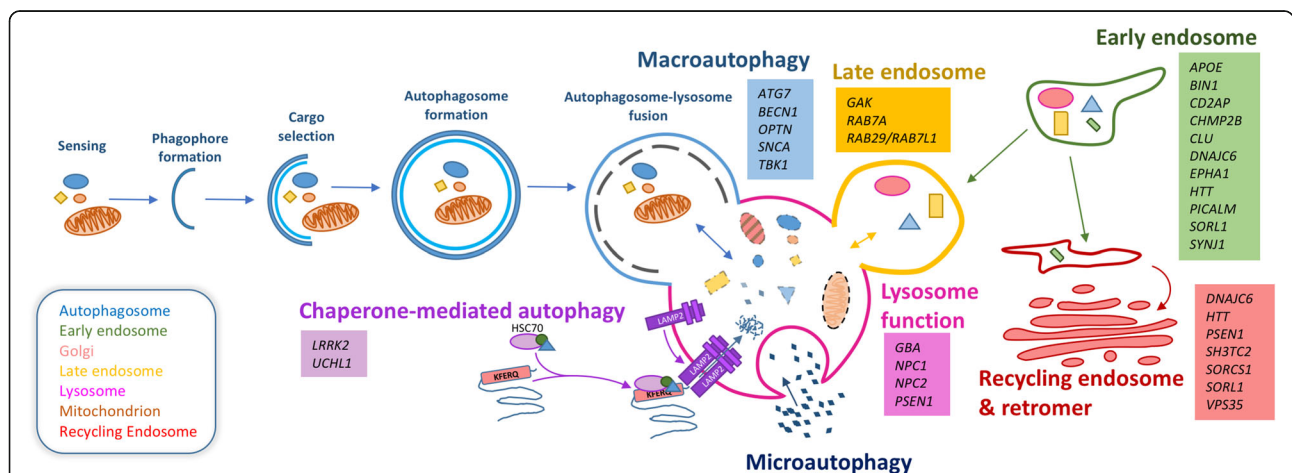 Sensing
Phagophore
formation
Cargo
selection
Autophagosome
formation
Autophagosome-lysosome
fusion
Macroautophagy
ATG7
BECN1
OPTN
SNCA
TBK1
Late endosome
GAK
RAB7A
RAB29/RAB7L1
Early endosome
APOE
BIN1
CD2AP
CHMP2B
CLU
DNAJC6
EPHA1
HTT
PICALM
SORL1
SYNJ1
Autophagosome
Early endosome
Golgi
Late endosome
Lysosome
Mitochondrion
Recycling Endosome
Chaperone-mediated autophagy
LRRK2
UCHL1
HSC70
KFERQ
KFERQ
LAMP2
LAMP2
LAMP2
Lysosome
function
GBA
NPC1
NPC2
PSEN1
Recycling endosome
& retromer
DNAJC6
HTT
PSEN1
SH3TC2
SORCS1
SORL1
VPS35
Microautophagy